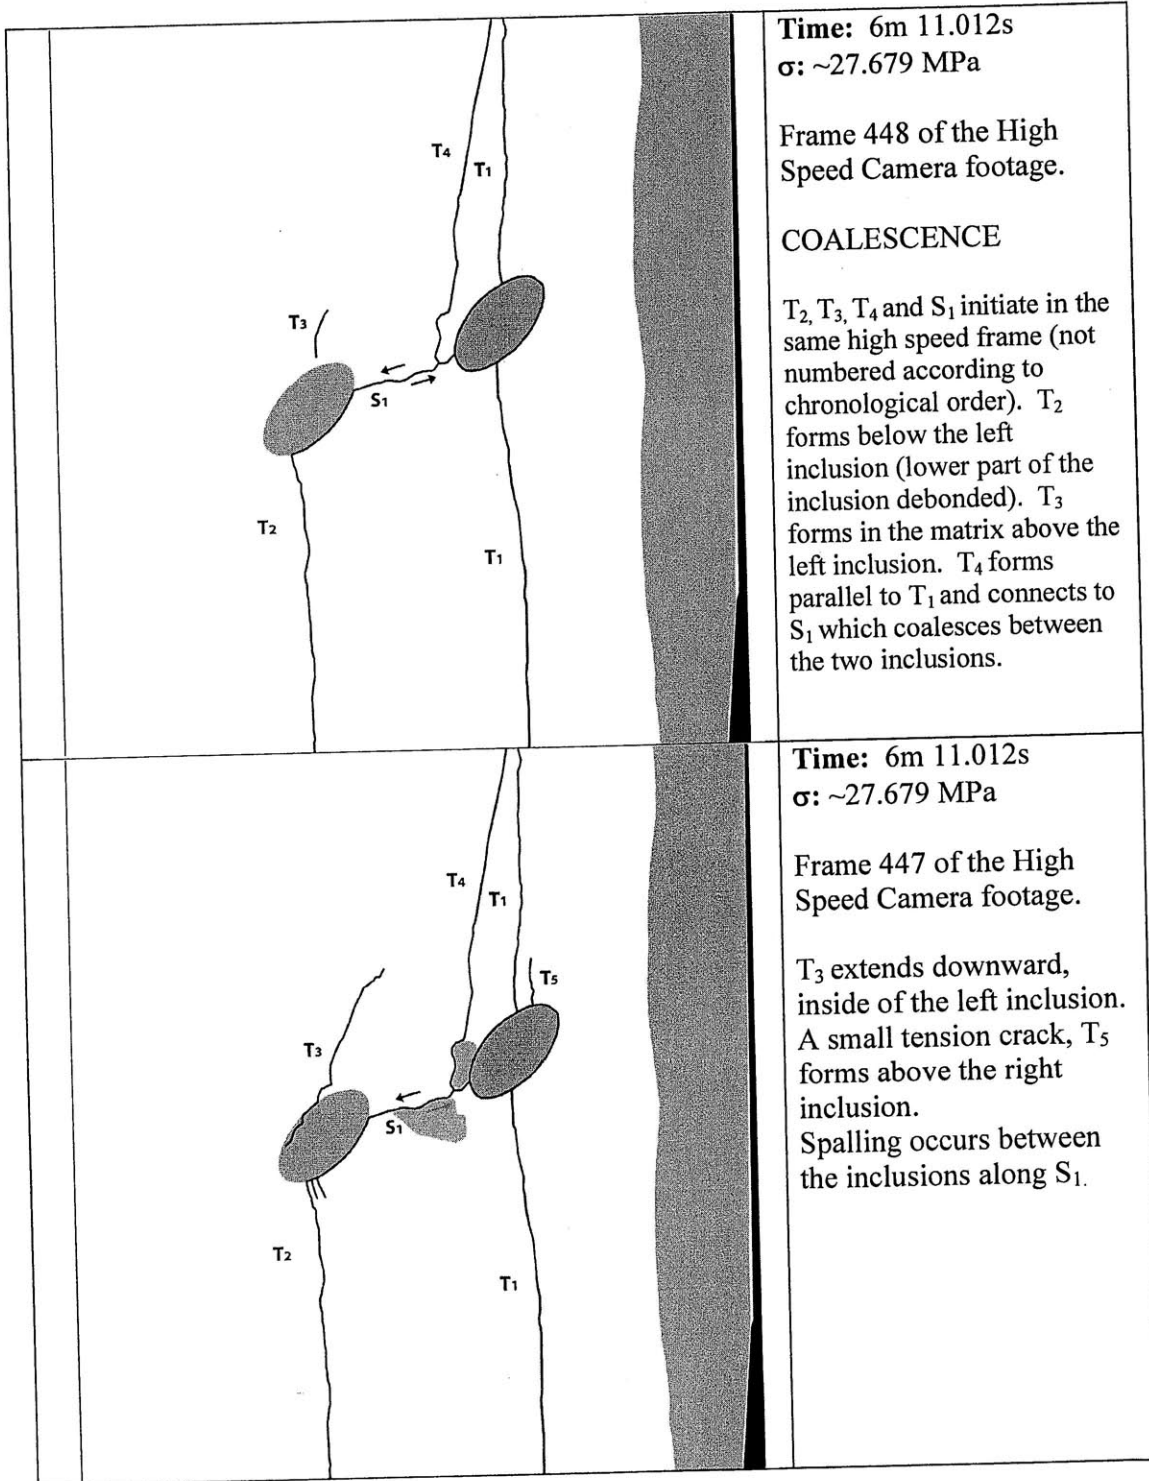 Time: 6m 11.012s
σ: ~27.679 MPa
Frame 448 of the High
Speed Camera footage.
COALESCENCE
T2, T3, T4 and S1 initiate in the
same high speed frame (not
numbered according to
chronological order). T2
forms below the left
inclusion (lower part of the
inclusion debonded). T3
forms in the matrix above the
left inclusion. T4 forms
parallel to T1 and connects to
S1 which coalesces between
the two inclusions.
T4
T1
T3
S1
T2
T1
Time: 6m 11.012s
σ: ~27.679 MPa
Frame 447 of the High
Speed Camera footage.
T3 extends downward,
inside of the left inclusion.
A small tension crack, T5
forms above the right
inclusion.
Spalling occurs between
the inclusions along S1.
T4
T1
T5
T3
S1
T2
T1